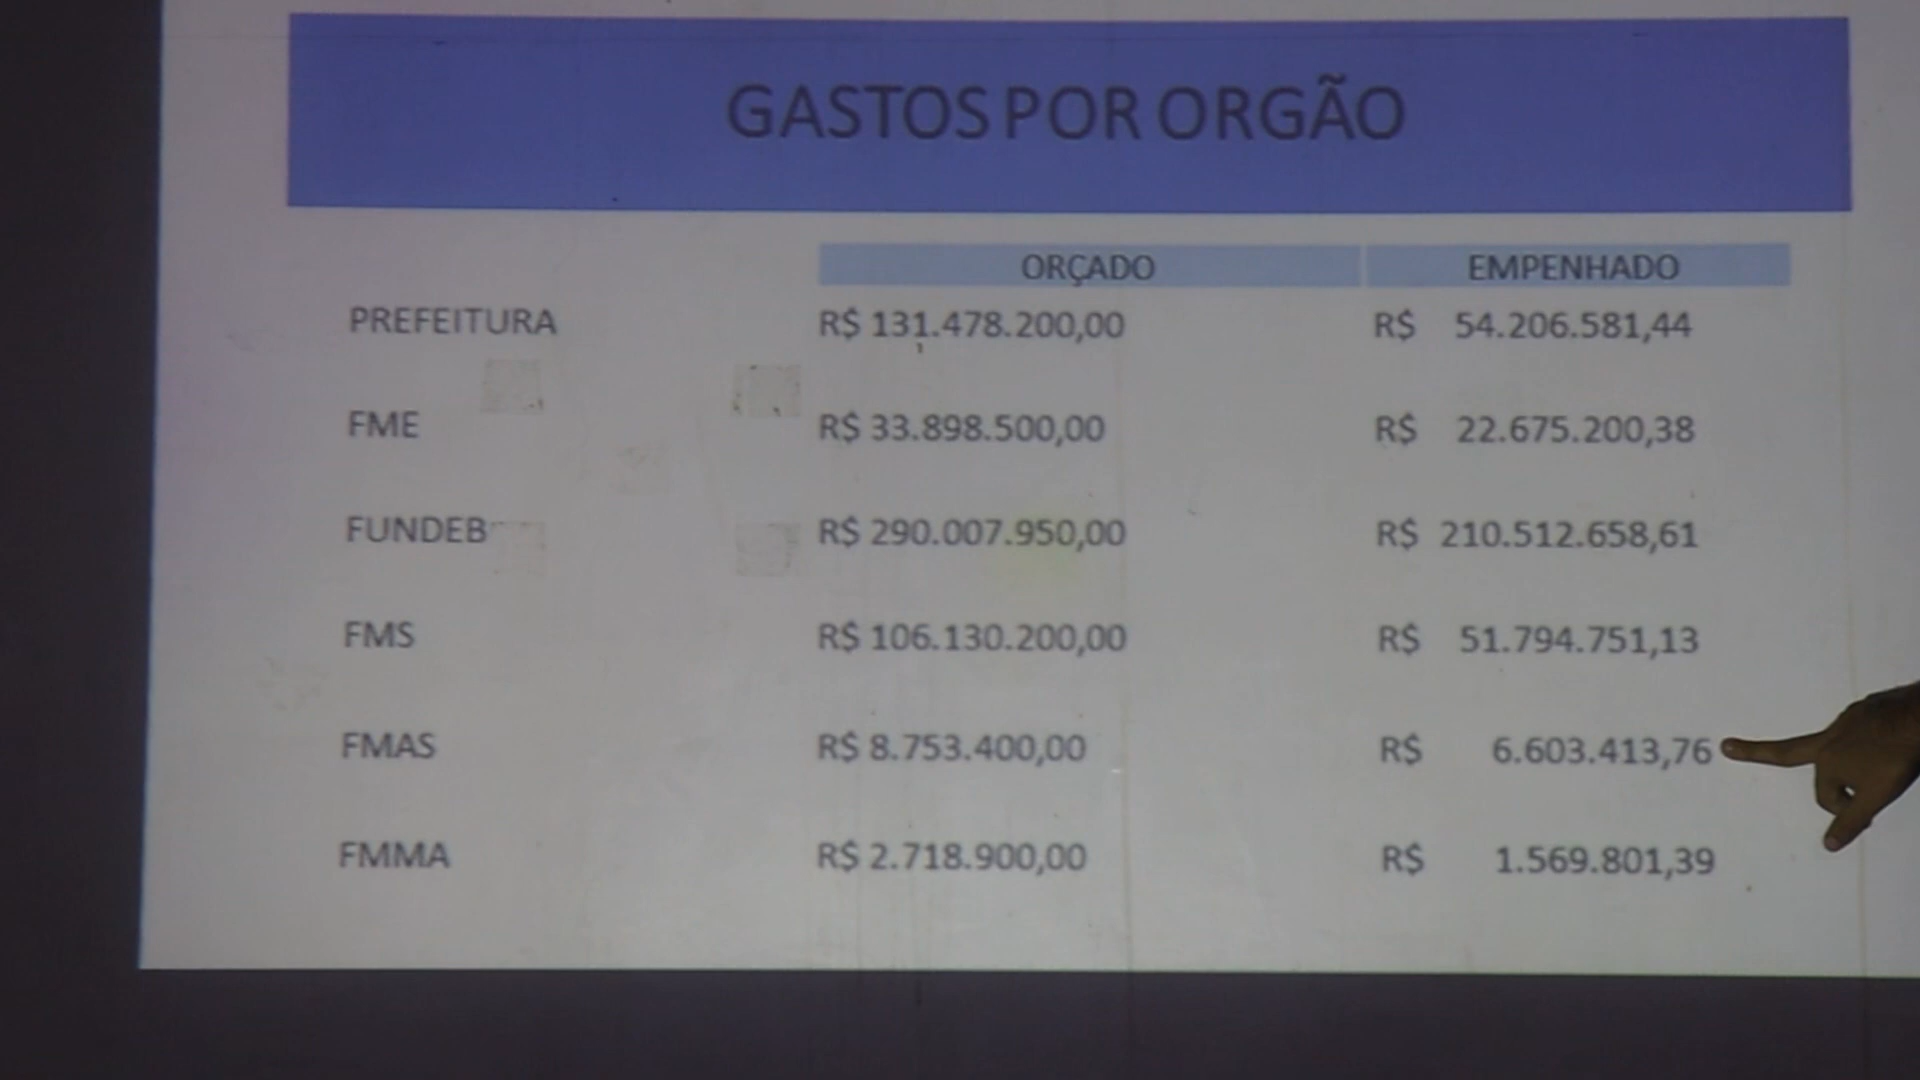 GASTOS POR ORGÃO
ORÇADO EMPENHADO
PREFEITURA R$ 131.478.200,00 R$ 54.206.581,44
FME R$ 33.898.500,00 R$ 22.675.200,38
FUNDEB R$ 290.007.950,00 R$ 210.512.658,61
FMS R$ 106.130.200,00 R$ 51.794.751,13
FMAS R$ 8.753.400,00 R$ 6.603.413,76
FMMA R$ 2.718.900,00 R$ 1.569.801,39